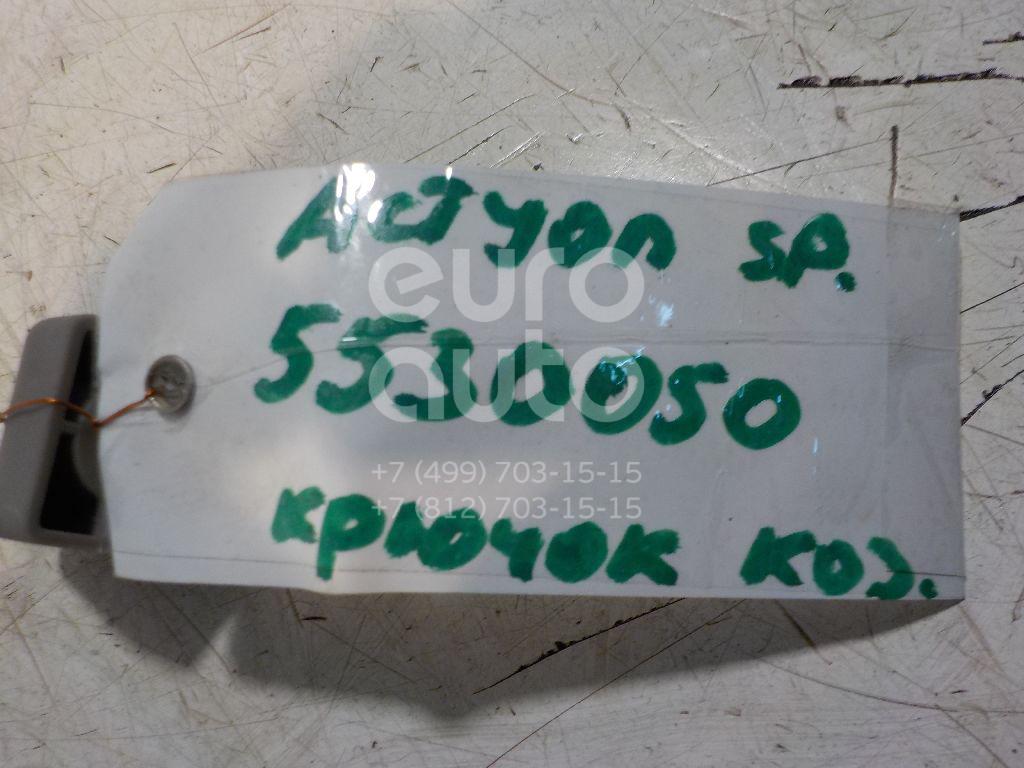 Actyon sp.
euro
5530050
auto
+7 (499) 703-15-15
+7 (812) 703-15-15
крючок коз.